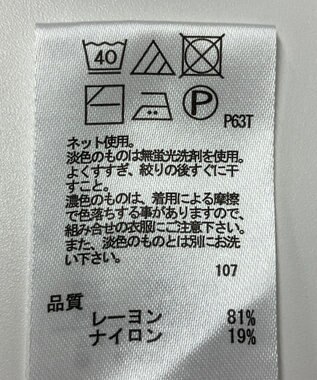 40
P
P63T
ネット使用。
淡色のものは無蛍光洗剤を使用。
よくすすぎ、絞りの後すぐに干
すこと。
濃色のものは、着用による摩擦
で色落ちする事がありますので、
組み合せの衣服にご注意下さい。
また、淡色のものとは別にお洗
い下さい。
107
品質
レーヨン 81%
ナイロン 19%